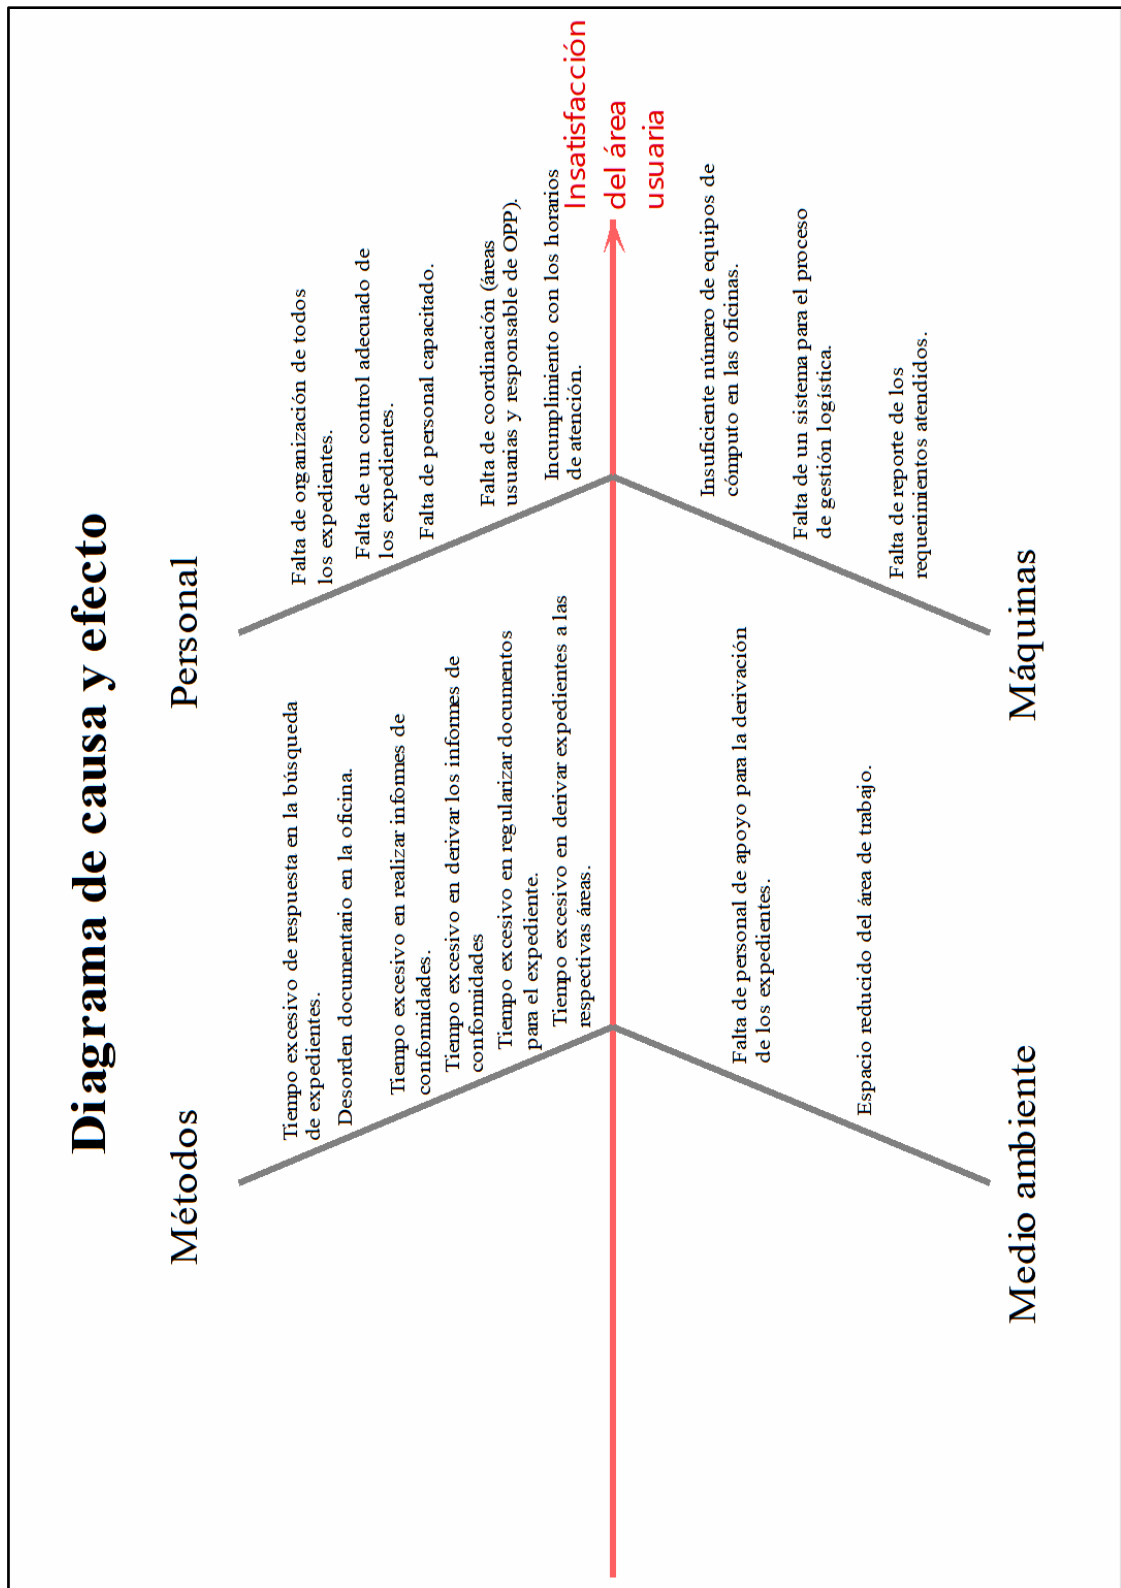 Diagrama de causa y efecto
Métodos
Personal
Tiempo excesivo de respuesta en la búsqueda
de expedientes.
Desorden documentario en la oficina.
Tiempo excesivo en realizar informes de
conformidades.
Tiempo excesivo en derivar los informes de
conformidades
Tiempo excesivo en regularizar documentos
para el expediente.
Tiempo excesivo en derivar expedientes a las
respectivas áreas.
Falta de organización de todos
los expedientes.
Falta de un control adecuado de
los expedientes.
Falta de personal capacitado.
Falta de coordinación (áreas
usuarias y responsable de OPP).
Incumplimiento con los horarios
de atención.
Insatisfacción
del área
usuaria
Falta de personal de apoyo para la derivación
de los expedientes.
Espacio reducido del área de trabajo.
Insuficiente número de equipos de
cómputo en las oficinas.
Falta de un sistema para el proceso
de gestión logística.
Falta de reporte de los
requerimientos atendidos.
Medio ambiente
Máquinas